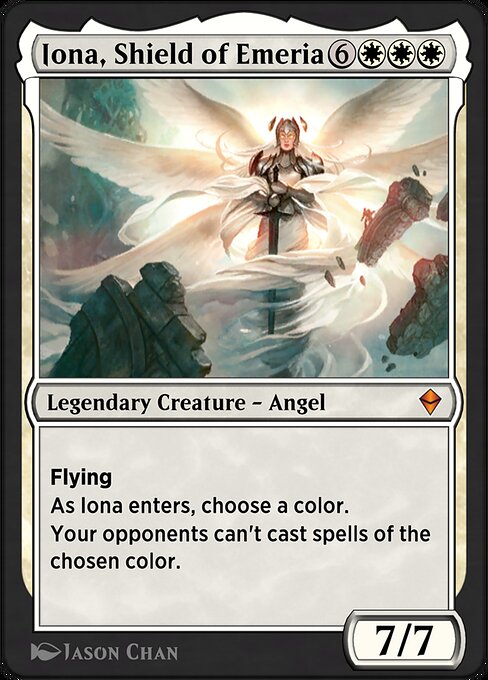 Iona, Shield of Emeria 6
Legendary Creature – Angel
Flying
As Iona enters, choose a color.
Your opponents can't cast spells of the
chosen color.
7/7
Jason Chan